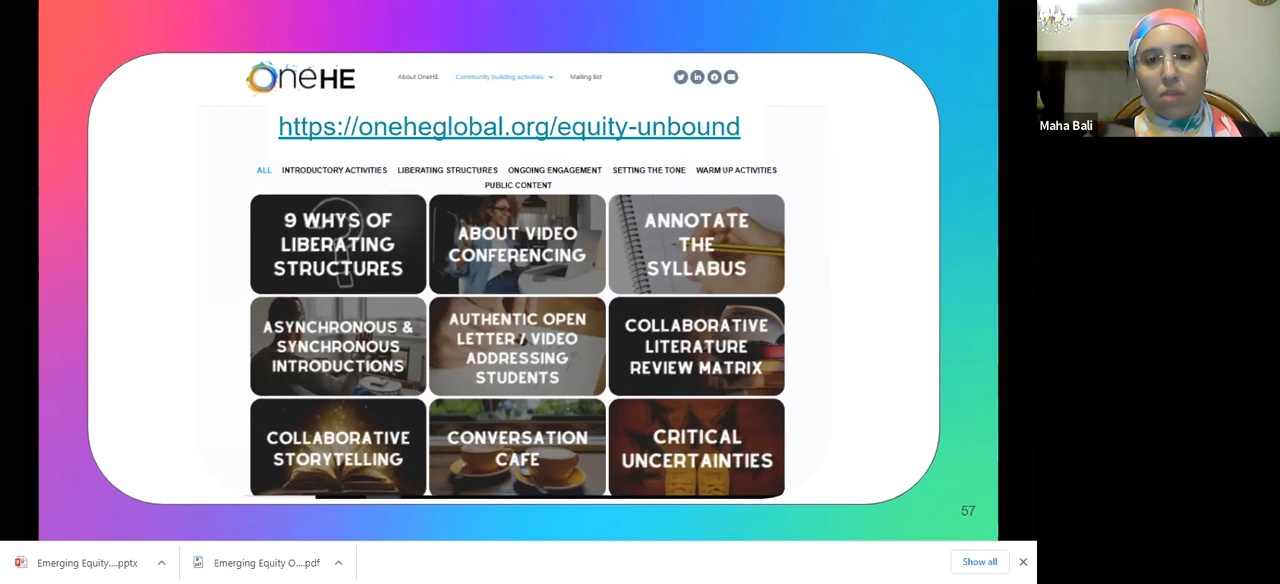 OneHE
About OneHE Community building activities Mailing list
https://oneheglobal.org/equity-unbound
ALL INTRODUCTORY ACTIVITIES LIBERATING STRUCTURES ONGOING ENGAGEMENT SETTING THE TONE WARM UP ACTIVITIES
PUBLIC CONTENT
9 WHYS OF
LIBERATING
STRUCTURES
ABOUT VIDEO
CONFERENCING
ANNOTATE
THE
SYLLABUS
ASYNCHRONOUS &
SYNCHRONOUS
INTRODUCTIONS
AUTHENTIC OPEN
LETTER / VIDEO
ADDRESSING
STUDENTS
COLLABORATIVE
LITERATURE
REVIEW MATRIX
COLLABORATIVE
STORYTELLING
CONVERSATION
CAFE
CRITICAL
UNCERTAINTIES
57
Maha Bali
Emerging Equity....pptx
Emerging Equity O....pdf
Show all